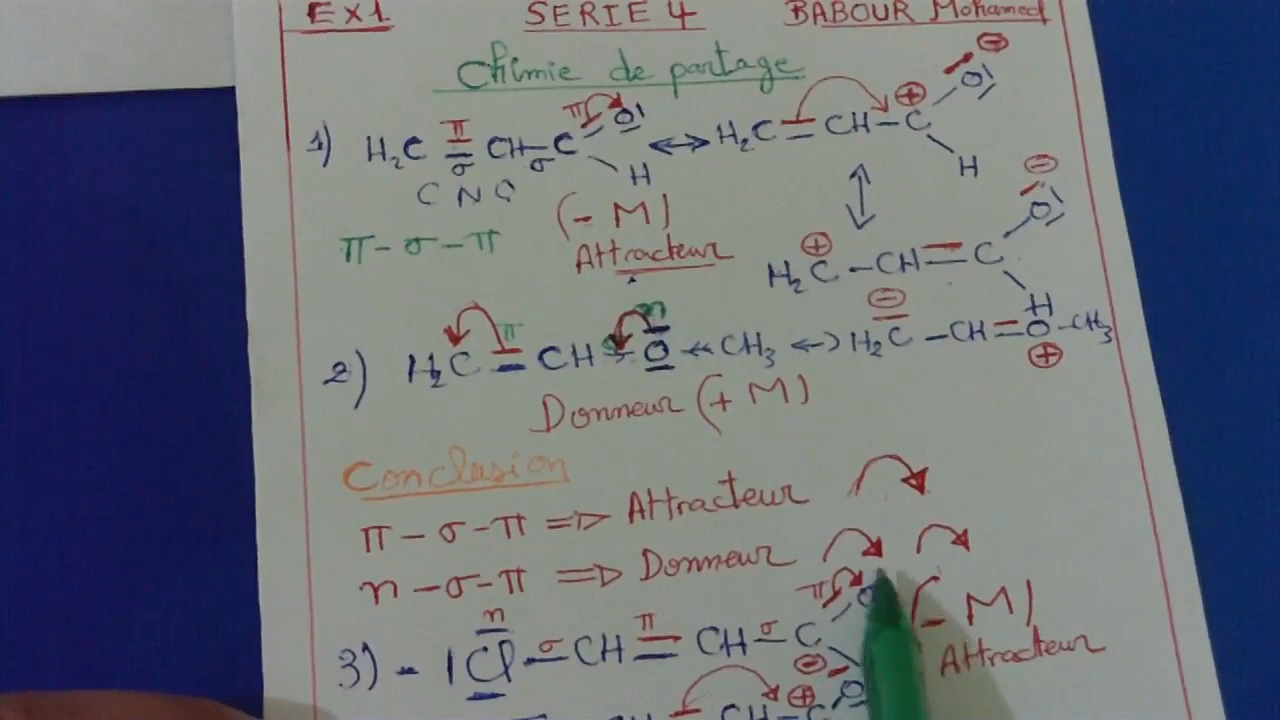 EX1 SERIE 4 BABOUR Mohamed
Chimie de partage
1) H₂C = CH - C O H ↔ H₂C = CH - C ⊕ O ⊖ H
π σ σ π
C N O
π - σ - π
(- M)
Attracteur
⊕ H₂C - CH = C O ⊖ H
2) H₂C = CH - O - CH₃ ↔ H₂C ⊖ - CH = O ⊕ - CH₃
π σ n
Donneur (+ M)
Conclusion
π - σ - π => Attracteur
n - σ - π => Donneur
(- M)
Attracteur
3) - |Cl - CH = CH - C
n σ π σ π
⊖
⊕